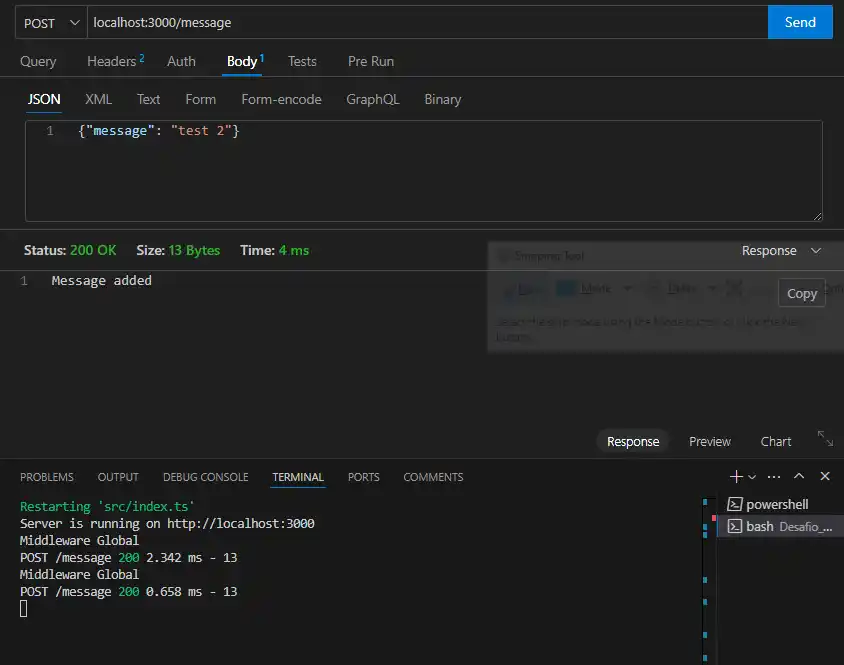 POST localhost:3000/message Send
Query Headers 2 Auth Body 1 Tests Pre Run
JSON XML Text Form Form-encode GraphQL Binary
1 {"message": "test 2"}
Status: 200 OK Size: 13 Bytes Time: 4 ms Response
1 Message added
Copy
Response Preview Chart
PROBLEMS OUTPUT DEBUG CONSOLE TERMINAL PORTS COMMENTS
Restarting 'src/index.ts'
Server is running on http://localhost:3000
Middleware Global
POST /message 200 2.342 ms - 13
Middleware Global
POST /message 200 0.658 ms - 13
powershell
bash Desafio_...